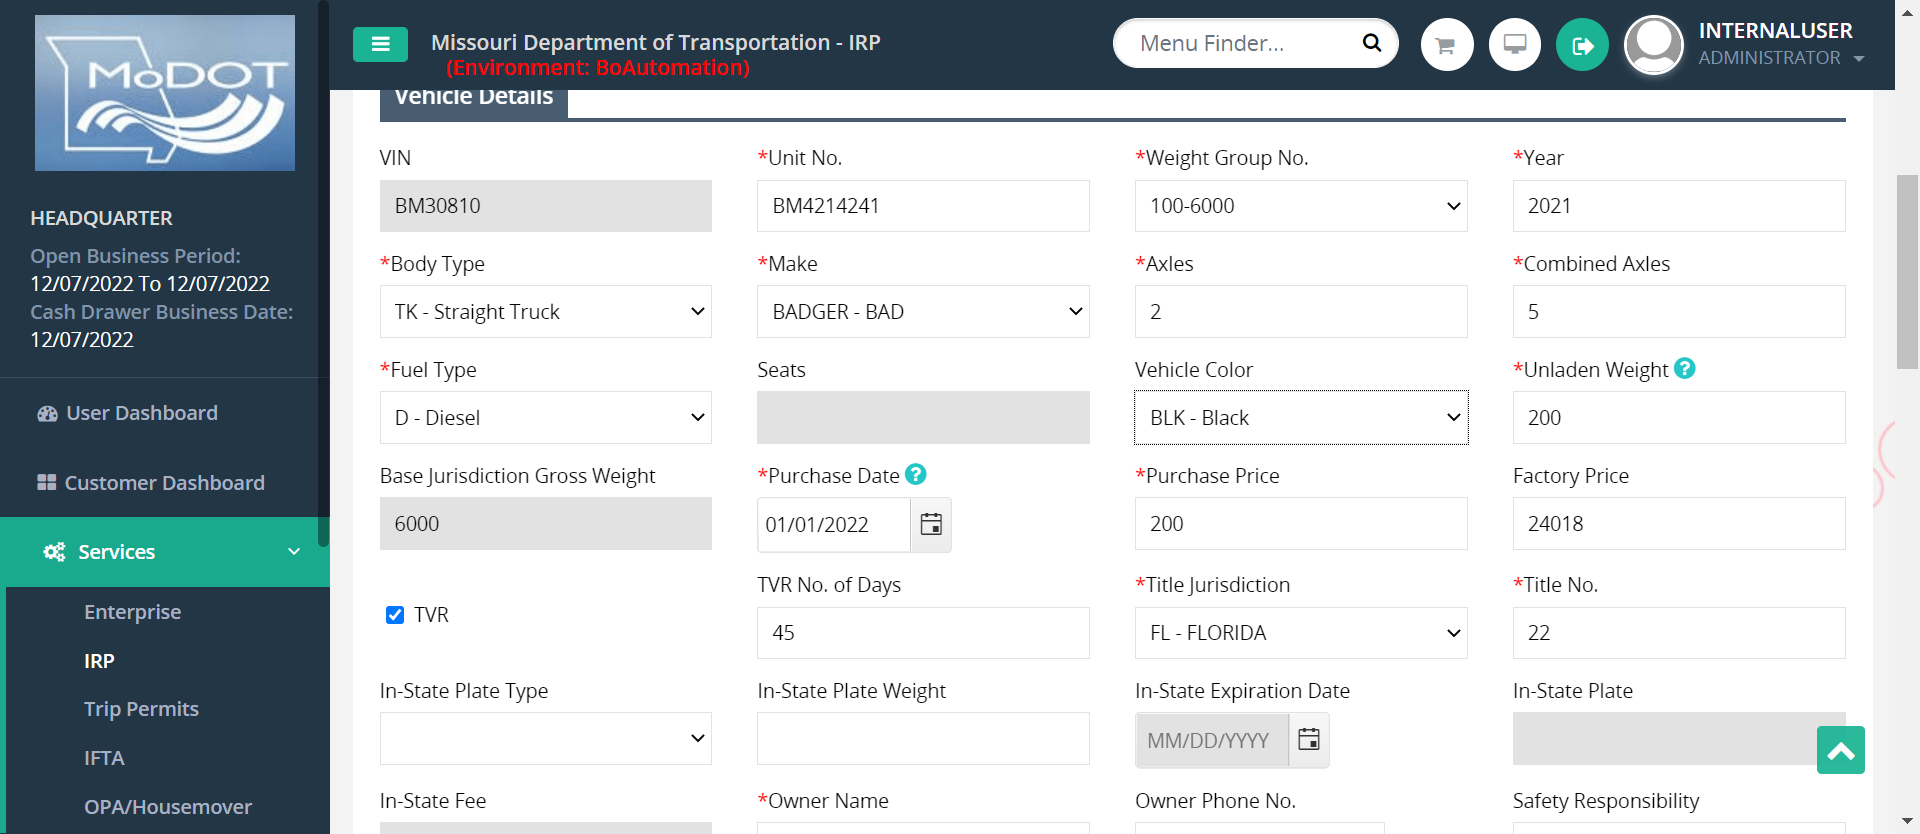 MoDOT
HEADQUARTER
Open Business Period:
12/07/2022 To 12/07/2022
Cash Drawer Business Date:
12/07/2022
User Dashboard
Customer Dashboard
Services
Enterprise
IRP
Trip Permits
IFTA
OPA/Housemover
Missouri Department of Transportation - IRP
(Environment: BoAutomation)
Menu Finder...
INTERNALUSER
ADMINISTRATOR
Vehicle Details
VIN
BM30810
*Unit No.
BM4214241
*Weight Group No.
100-6000
*Year
2021
*Body Type
TK - Straight Truck
*Make
BADGER - BAD
*Axles
2
*Combined Axles
5
*Fuel Type
D - Diesel
Seats
Vehicle Color
BLK - Black
*Unladen Weight ?
200
Base Jurisdiction Gross Weight
6000
*Purchase Date ?
01/01/2022
*Purchase Price
200
Factory Price
24018
TVR
TVR No. of Days
45
*Title Jurisdiction
FL - FLORIDA
*Title No.
22
In-State Plate Type
In-State Plate Weight
In-State Expiration Date
MM/DD/YYYY
In-State Plate
In-State Fee
*Owner Name
Owner Phone No.
Safety Responsibility